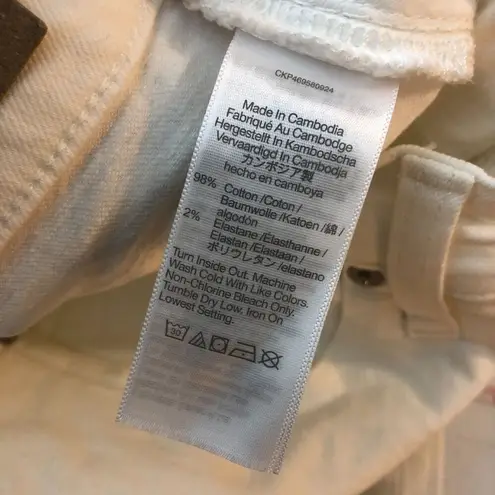 CKP469580924
Made In Cambodia
Fabriqué Au Cambodge
Hergestellt In Kambodscha
Vervaardigd In Cambodja
カンボジア製
hecho en camboya
98% Cotton /Coton /
Baumwolle /Katoen /綿 /
algodón
2% Elastane /Élasthanne /
Elastan /Elastaan /
ポリウレタン /elastano
Turn Inside Out. Machine
Wash Cold With Like Colors.
Non-Chlorine Bleach Only.
Tumble Dry Low. Iron On
Lowest Setting.
30